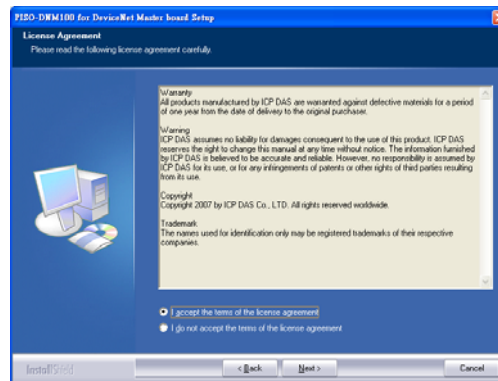 PISO-DNM100 for DeviceNet Master board Setup
License Agreement
Please read the following license agreement carefully.
Warranty
All products manufactured by ICP DAS are warranted against defective materials for a period
of one year from the date of delivery to the original purchaser.
Warning
ICP DAS assumes no liability for damages consequent to the use of this product. ICP DAS
reserves the right to change this manual at any time without notice. The information furnished
by ICP DAS is believed to be accurate and reliable. However, no responsibility is assumed by
ICP DAS for its use, or for any infringements of patents or other rights of third parties resulting
from its use.
Copyright
Copyright 2007 by ICP DAS Co., LTD. All rights reserved worldwide.
Trademark
The names used for identification only may be registered trademarks of their respective
companies.
I accept the terms of the license agreement
I do not accept the terms of the license agreement
InstallShield
< Back
Next >
Cancel